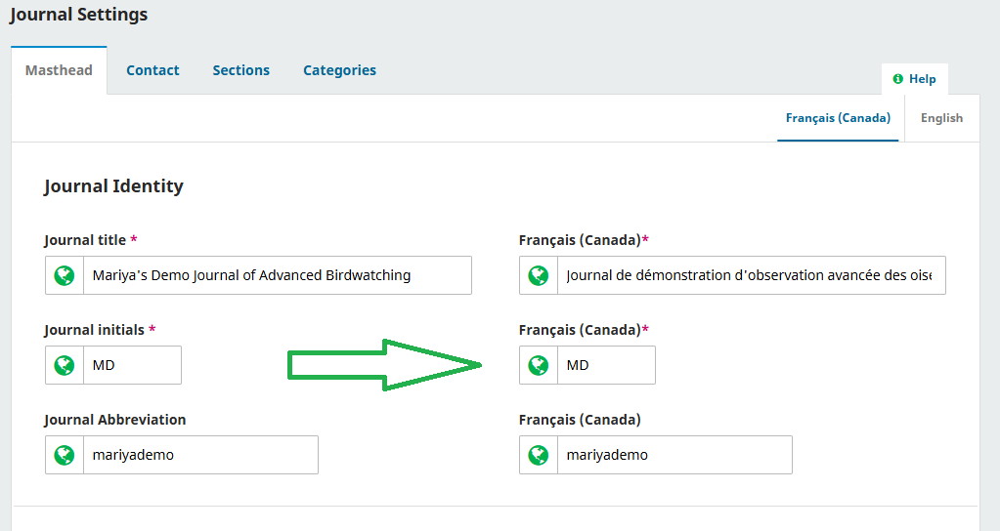 Journal Settings
Masthead Contact Sections Categories
Help
Français (Canada) English
Journal Identity
Journal title * Français (Canada)*
Mariya's Demo Journal of Advanced Birdwatching Journal de démonstration d'observation avancée des oise
Journal initials * Français (Canada)*
MD MD
Journal Abbreviation Français (Canada)
mariyademo mariyademo